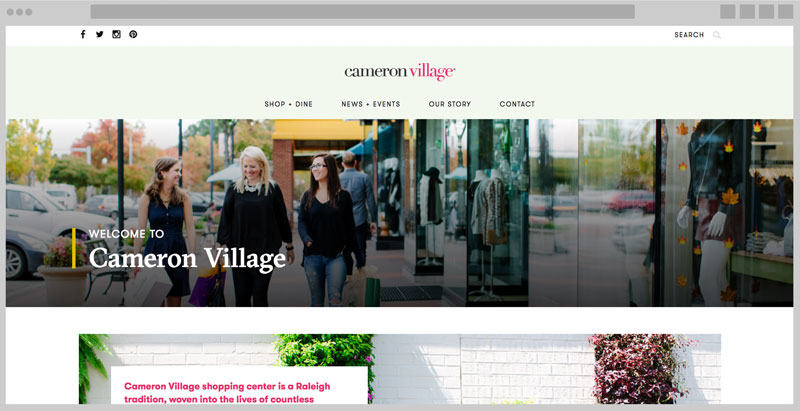 SEARCH
cameron village
SHOP + DINE
NEWS + EVENTS
OUR STORY
CONTACT
WELCOME TO
Cameron Village
Cameron Village shopping center is a Raleigh
tradition, woven into the lives of countless